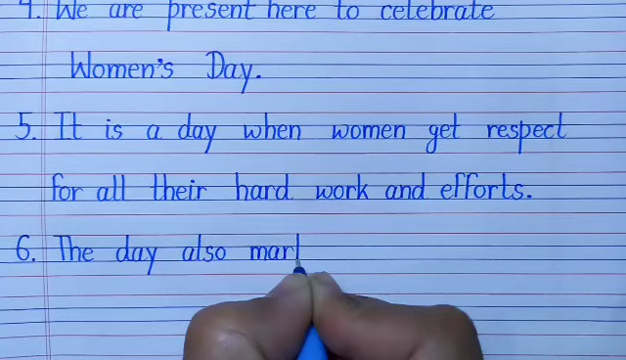 4. We are present here to celebrate
Women's Day.
5. It is a day when women get respect
for all their hard work and efforts.
6. The day also mar